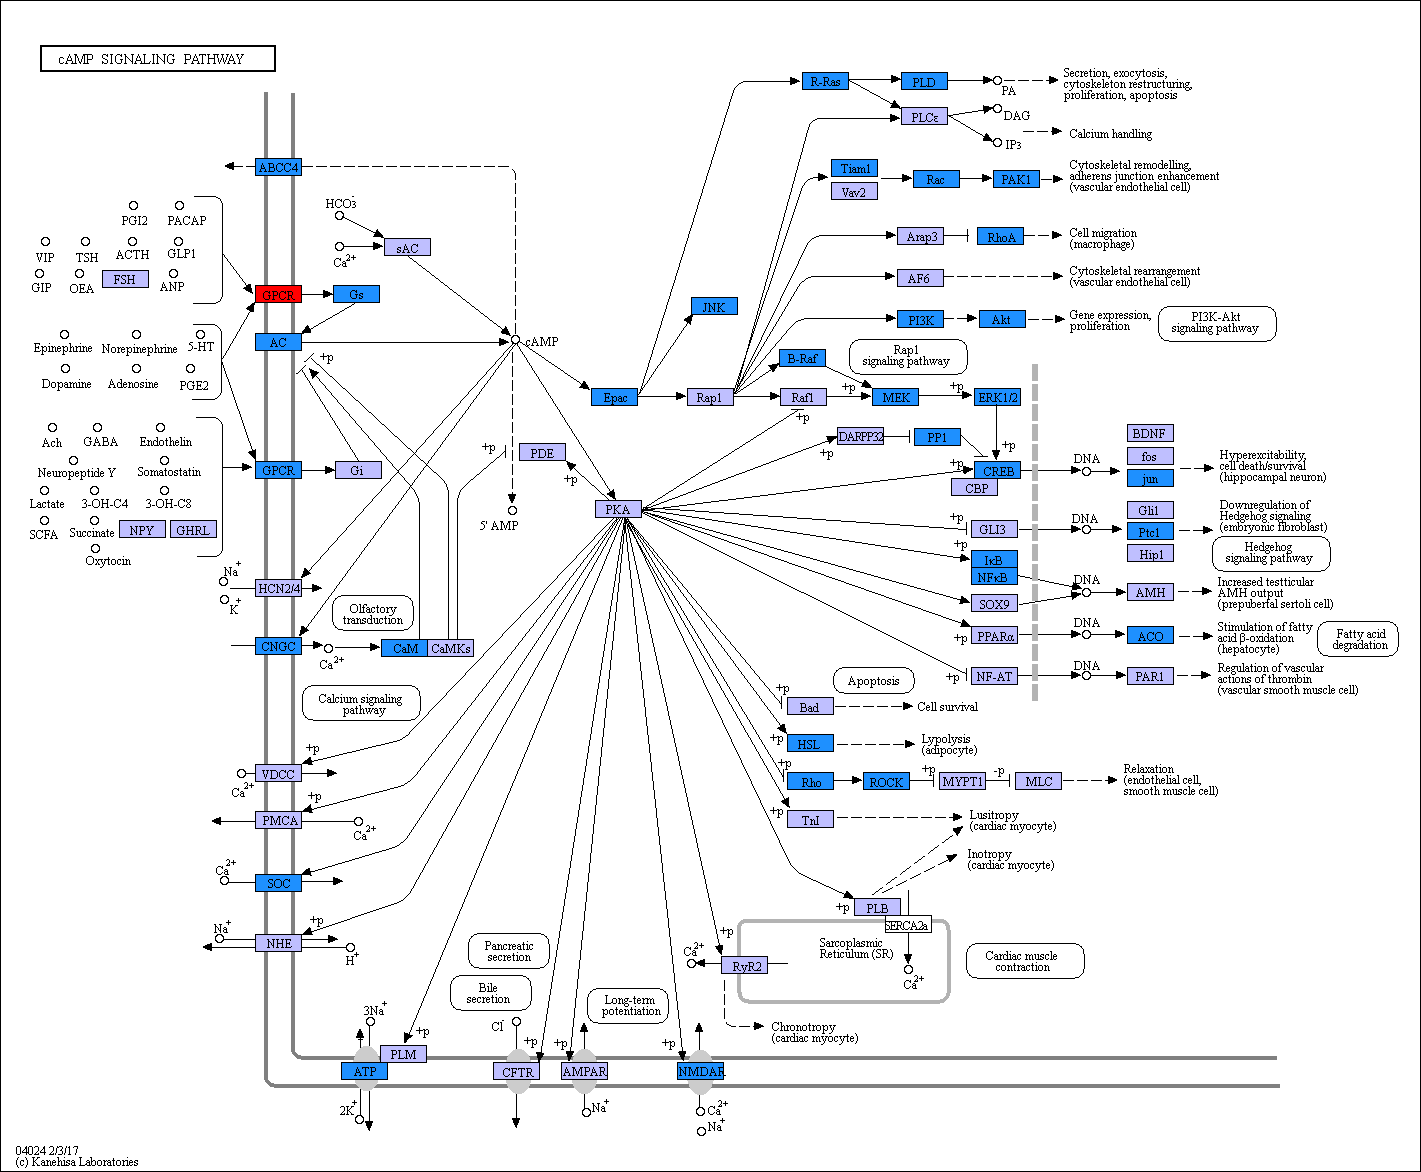 cAMP SIGNALING PATHWAY
R-Ras
PLD
PA
Secretion, exocytosis,
cytoskeleton restructuring,
proliferation, apoptosis
PLCε
DAG
IP3
Calcium handling
ABCC4
Tiam1
Vav2
Rac
PAK1
Cytoskeletal remodelling,
adherens junction enhancement
(vascular endothelial cell)
HCO3-
Ca2+
sAC
PGI2
PACAP
VIP
TSH
ACTH
GLP1
GIP
OEA
FSH
ANP
Arap3
RhoA
Cell migration
(macrophage)
AF6
Cytoskeletal rearrangement
(vascular endothelial cell)
GPCR
Gs
JNK
PI3K
Akt
Gene expression,
proliferation
PI3K-Akt
signaling pathway
Epinephrine
Norepinephrine
5-HT
Dopamine
Adenosine
PGE2
AC
+p
cAMP
B-Raf
Rap1
signaling pathway
Epac
Rap1
Raf1
+p
MEK
+p
ERK1/2
+p
+p
Ach
GABA
Endothelin
Neuropeptide Y
Somatostatin
Lactate
3-OH-C4
3-OH-C8
SCFA
Succinate
NPY
GHRL
Oxytocin
GPCR
Gi
+p
PDE
+p
5' AMP
PKA
+p
DARPP32
PP1
+p
CREB
CBP
DNA
BDNF
fos
jun
Hyperexcitability,
cell death/survival
(hippocampal neuron)
+p
GLI3
DNA
Gli1
Ptc1
Hip1
Downregulation of
Hedgehog signaling
(embryonic fibroblast)
Hedgehog
signaling pathway
+p
IκB
NFκB
SOX9
DNA
AMH
Increased testticular
AMH output
(prepuberfal sertoli cell)
+p
PPARα
DNA
ACO
Stimulation of fatty
acid β-oxidation
(hepatocyte)
Fatty acid
degradation
+p
NF-AT
DNA
PAR1
Regulation of vascular
actions of thrombin
(vascular smooth muscle cell)
Na+
K+
HCN2/4
Olfactory
transduction
CNGC
Ca2+
CaM
CaMKs
Calcium signaling
pathway
Apoptosis
+p
Bad
Cell survival
+p
HSL
Lypolysis
(adipocyte)
+p
Rho
ROCK
+p
MYPT1
-p
MLC
Relaxation
(endothelial cell,
smooth muscle cell)
+p
TnI
Lusitropy
(cardiac myocyte)
Inotropy
(cardiac myocyte)
+p
VDCC
Ca2+
+p
PMCA
Ca2+
Ca2+
SOC
+p
Na+
NHE
H+
+p
PLB
SERCA2a
Sarcoplasmic
Reticulum (SR)
Ca2+
Cardiac muscle
contraction
+p
Ca2+
RyR2
Chronotropy
(cardiac myocyte)
Pancreatic
secretion
Bile
secretion
Long-term
potentiation
3Na+
+p
PLM
ATP
2K+
Cl-
+p
CFTR
+p
AMPAR
Na+
+p
NMDAR
Ca2+
Na+
04024 2/3/17
(c) Kanehisa Laboratories